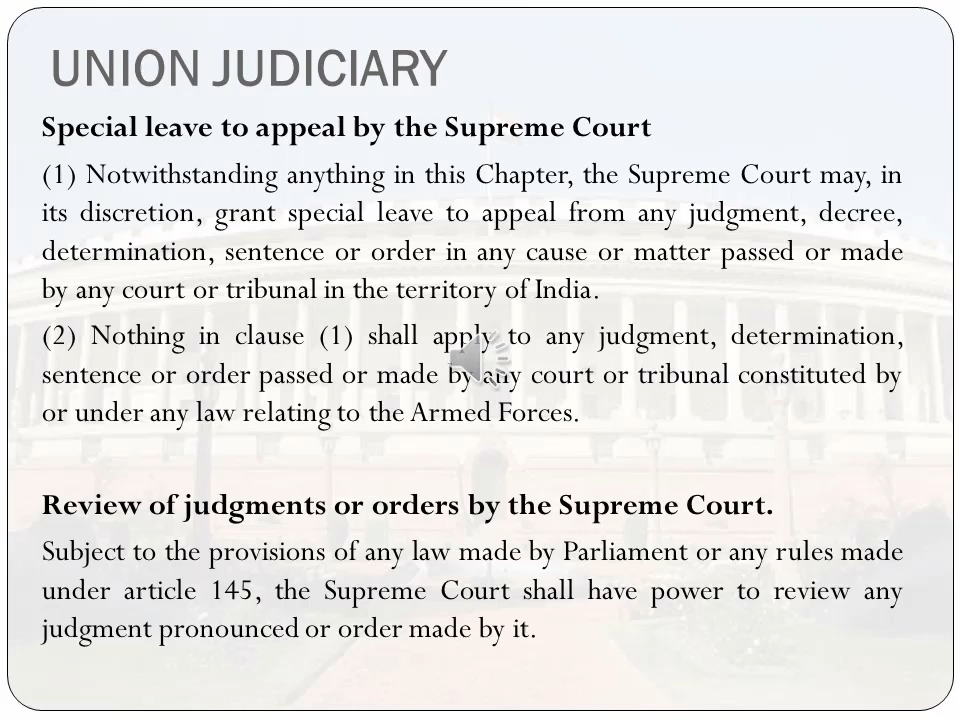 UNION JUDICIARY
Special leave to appeal by the Supreme Court
(1) Notwithstanding anything in this Chapter, the Supreme Court may, in
its discretion, grant special leave to appeal from any judgment, decree,
determination, sentence or order in any cause or matter passed or made
by any court or tribunal in the territory of India.
(2) Nothing in clause (1) shall apply to any judgment, determination,
sentence or order passed or made by any court or tribunal constituted by
or under any law relating to the Armed Forces.
Review of judgments or orders by the Supreme Court.
Subject to the provisions of any law made by Parliament or any rules made
under article 145, the Supreme Court shall have power to review any
judgment pronounced or order made by it.